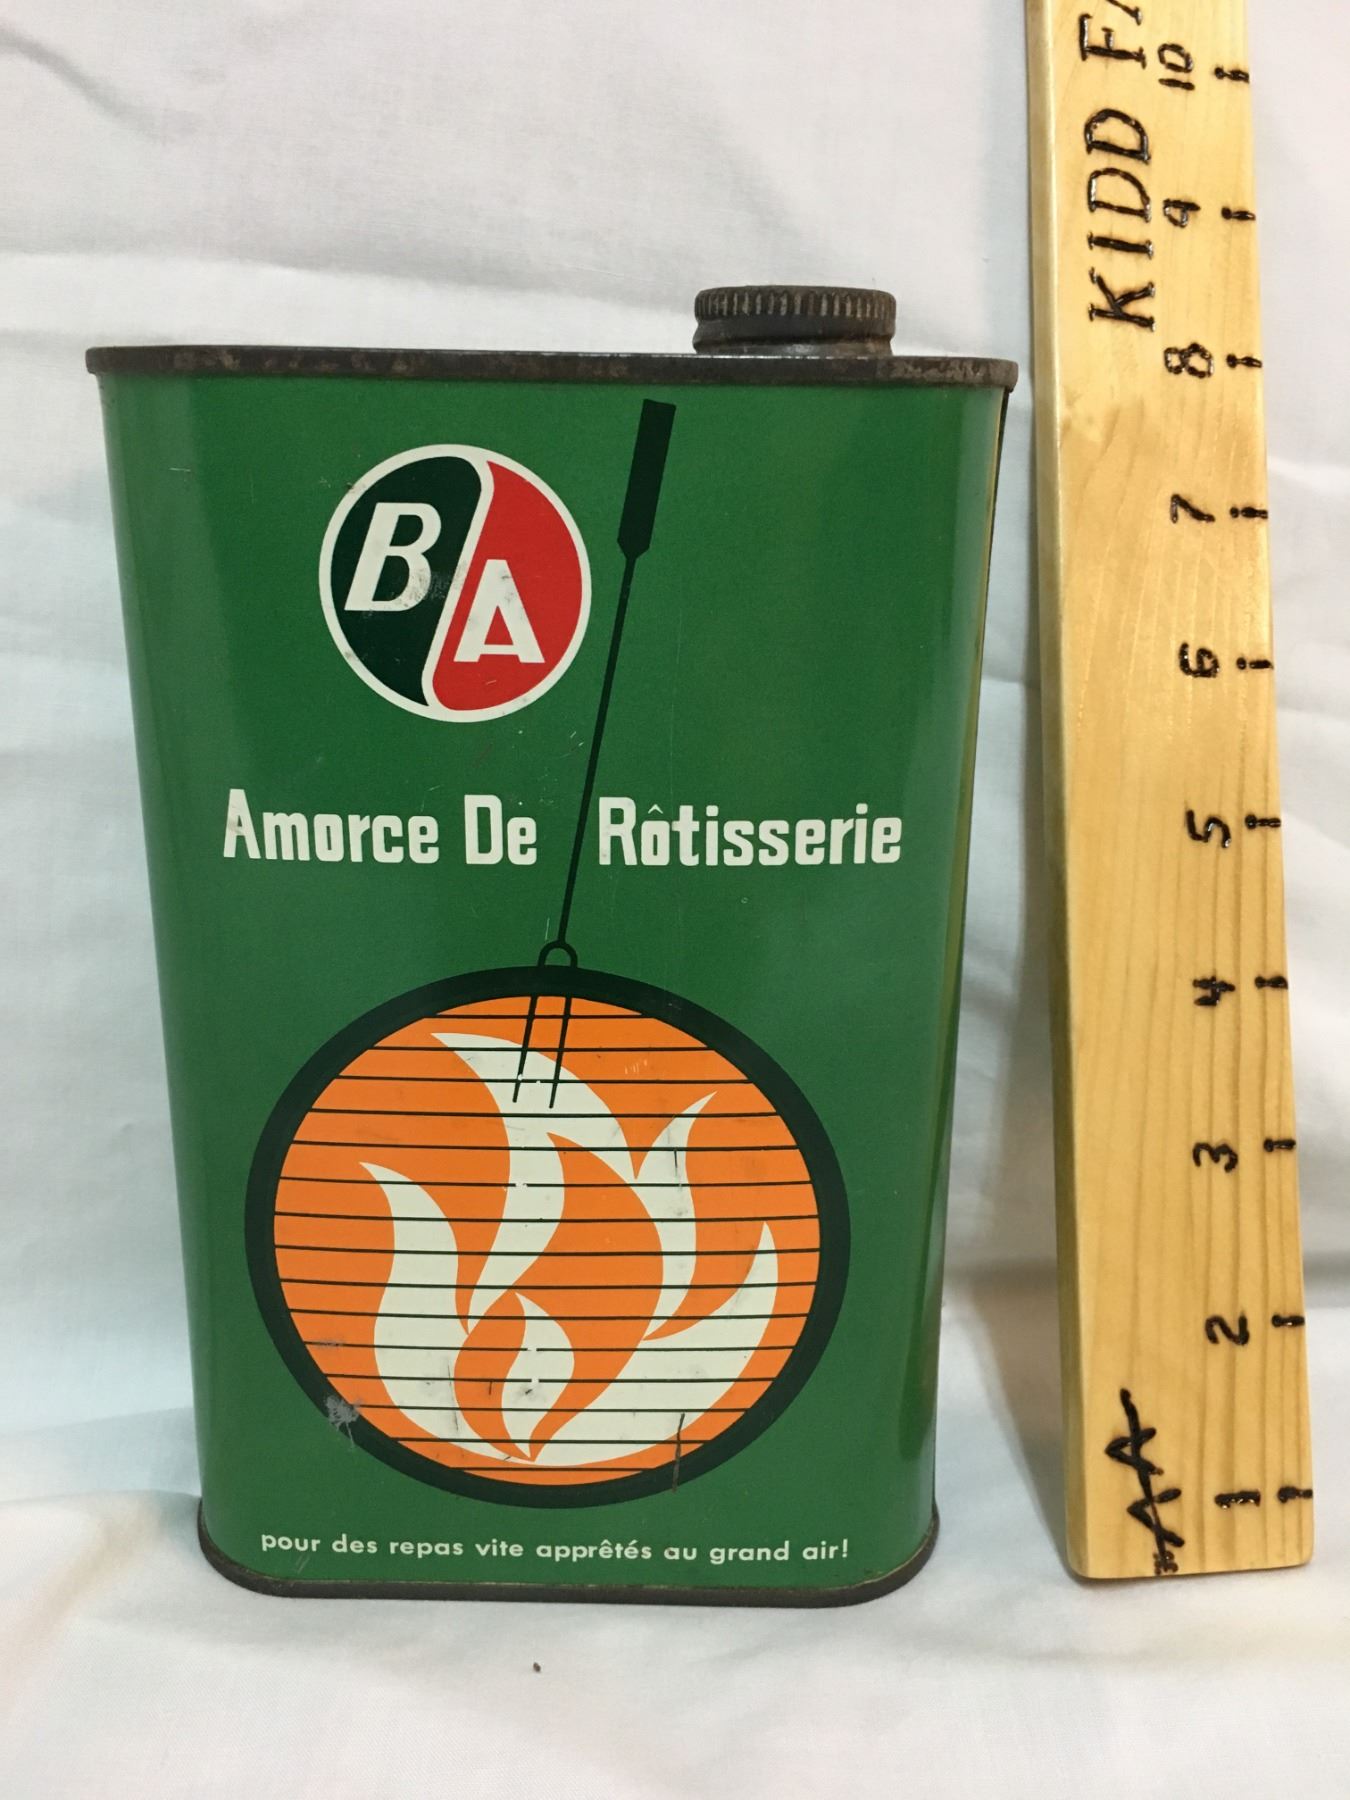 BA
Amorce De Rôtisserie
pour des repas vite apprêtés au grand air!
KIDD FA
10
9
8
7
6
5
4
3
2
1